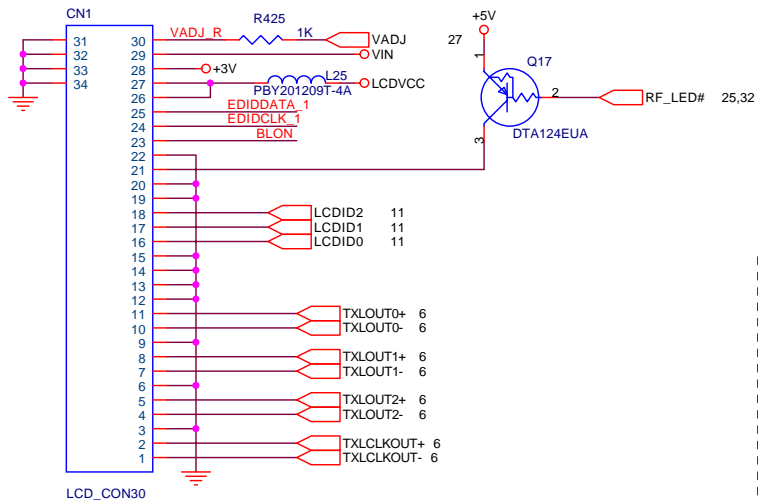 CN1
R425
+5V
31 30 VADJ_R 1K VADJ 27
32 29 VIN
Q17
33 28 +3V
1
34 27 L25 LCDVCC
26 PBY201209T-4A
2 RF_LED# 25,32
25 EDIDDATA_1
24 EDIDCLK_1
DTA124EUA
23 BLON
3
22
21
20
19
18 LCDID2 11
17 LCDID1 11
16 LCDID0 11
15
14
13
12
11 TXLOUT0+ 6
10 TXLOUT0- 6
9
8 TXLOUT1+ 6
7 TXLOUT1- 6
6
5 TXLOUT2+ 6
4 TXLOUT2- 6
3
2 TXLCLKOUT+ 6
1 TXLCLKOUT- 6
LCD_CON30